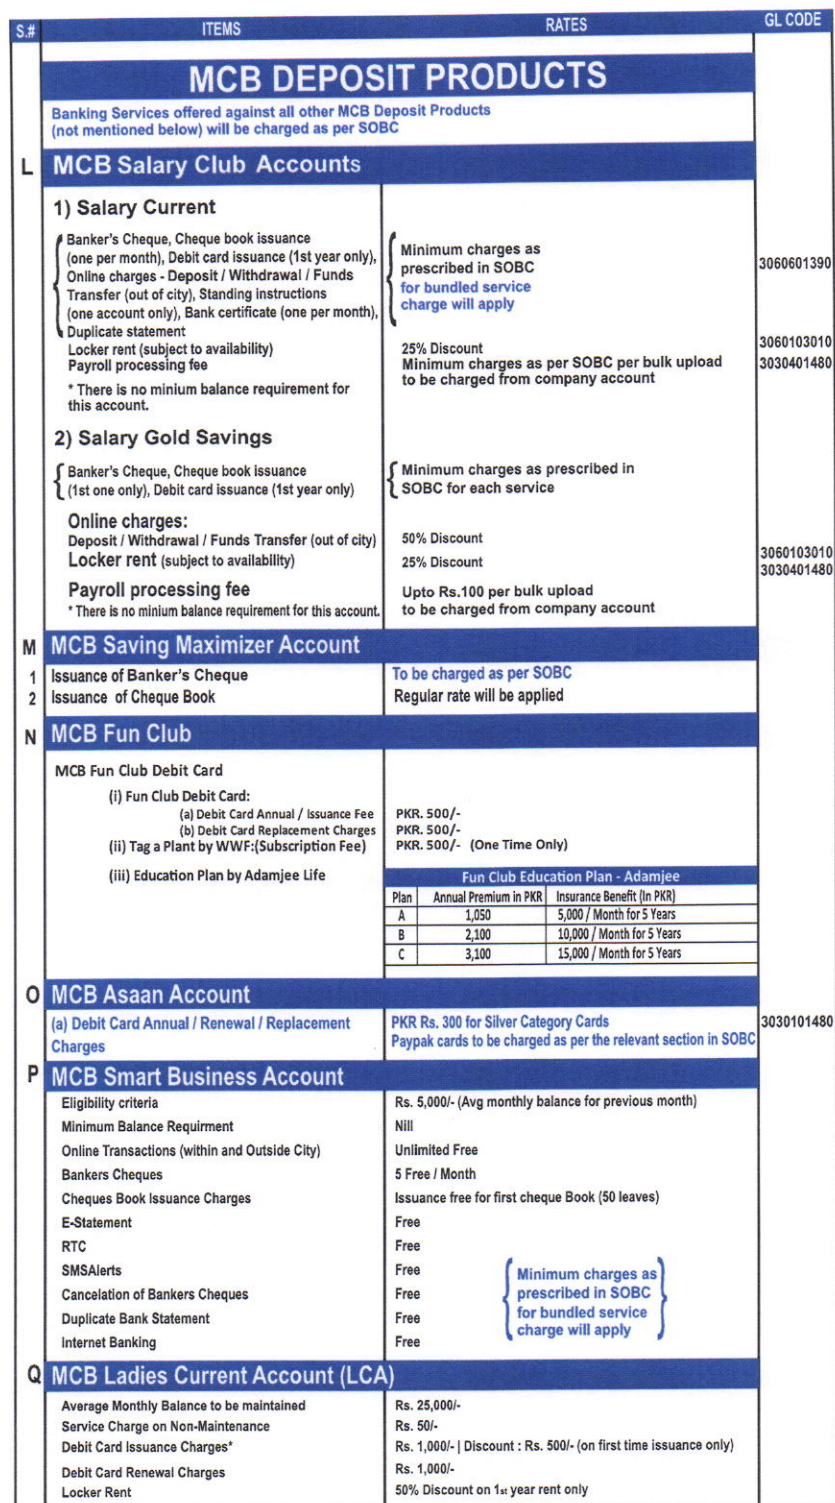 S.# ITEMS RATES GL CODE
MCB DEPOSIT PRODUCTS
Banking Services offered against all other MCB Deposit Products
(not mentioned below) will be charged as per SOBC
L MCB Salary Club Accounts
1) Salary Current
Banker's Cheque, Cheque book issuance
(one per month), Debit card issuance (1st year only),
Online charges - Deposit / Withdrawal / Funds
Transfer (out of city), Standing instructions
(one account only), Bank certificate (one per month),
Duplicate statement
Minimum charges as
prescribed in SOBC
for bundled service
charge will apply
3060601390
Locker rent (subject to availability) 25% Discount 3060103010
Payroll processing fee Minimum charges as per SOBC per bulk upload 3030401480
to be charged from company account
* There is no minium balance requirement for
this account.
2) Salary Gold Savings
Banker's Cheque, Cheque book issuance
(1st one only), Debit card issuance (1st year only)
Minimum charges as prescribed in
SOBC for each service
Online charges:
Deposit / Withdrawal / Funds Transfer (out of city) 50% Discount
Locker rent (subject to availability) 25% Discount 3060103010
3030401480
Payroll processing fee Upto Rs.100 per bulk upload
* There is no minium balance requirement for this account. to be charged from company account
M MCB Saving Maximizer Account
1 Issuance of Banker's Cheque To be charged as per SOBC
2 Issuance of Cheque Book Regular rate will be applied
N MCB Fun Club
MCB Fun Club Debit Card
(i) Fun Club Debit Card:
(a) Debit Card Annual / Issuance Fee PKR. 500/-
(b) Debit Card Replacement Charges PKR. 500/-
(ii) Tag a Plant by WWF:(Subscription Fee) PKR. 500/- (One Time Only)
(iii) Education Plan by Adamjee Life
Fun Club Education Plan - Adamjee
Plan Annual Premium in PKR Insurance Benefit (In PKR)
A 1,050 5,000 / Month for 5 Years
B 2,100 10,000 / Month for 5 Years
C 3,100 15,000 / Month for 5 Years
O MCB Asaan Account
(a) Debit Card Annual / Renewal / Replacement
Charges
PKR Rs. 300 for Silver Category Cards
Paypak cards to be charged as per the relevant section in SOBC
3030101480
P MCB Smart Business Account
Eligibility criteria Rs. 5,000/- (Avg monthly balance for previous month)
Minimum Balance Requirment Nill
Online Transactions (within and Outside City) Unlimited Free
Bankers Cheques 5 Free / Month
Cheques Book Issuance Charges Issuance free for first cheque Book (50 leaves)
E-Statement Free
RTC Free
SMSAlerts Free
Cancelation of Bankers Cheques Free
Duplicate Bank Statement Free
Internet Banking Free
Minimum charges as
prescribed in SOBC
for bundled service
charge will apply
Q MCB Ladies Current Account (LCA)
Average Monthly Balance to be maintained Rs. 25,000/-
Service Charge on Non-Maintenance Rs. 50/-
Debit Card Issuance Charges* Rs. 1,000/- | Discount : Rs. 500/- (on first time issuance only)
Debit Card Renewal Charges Rs. 1,000/-
Locker Rent 50% Discount on 1st year rent only